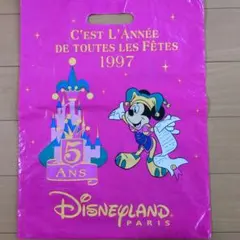 C'EST L'ANNÉE
DE TOUTES LES FÊTES
1997
5
ANS
DISNEYLAND
PARIS